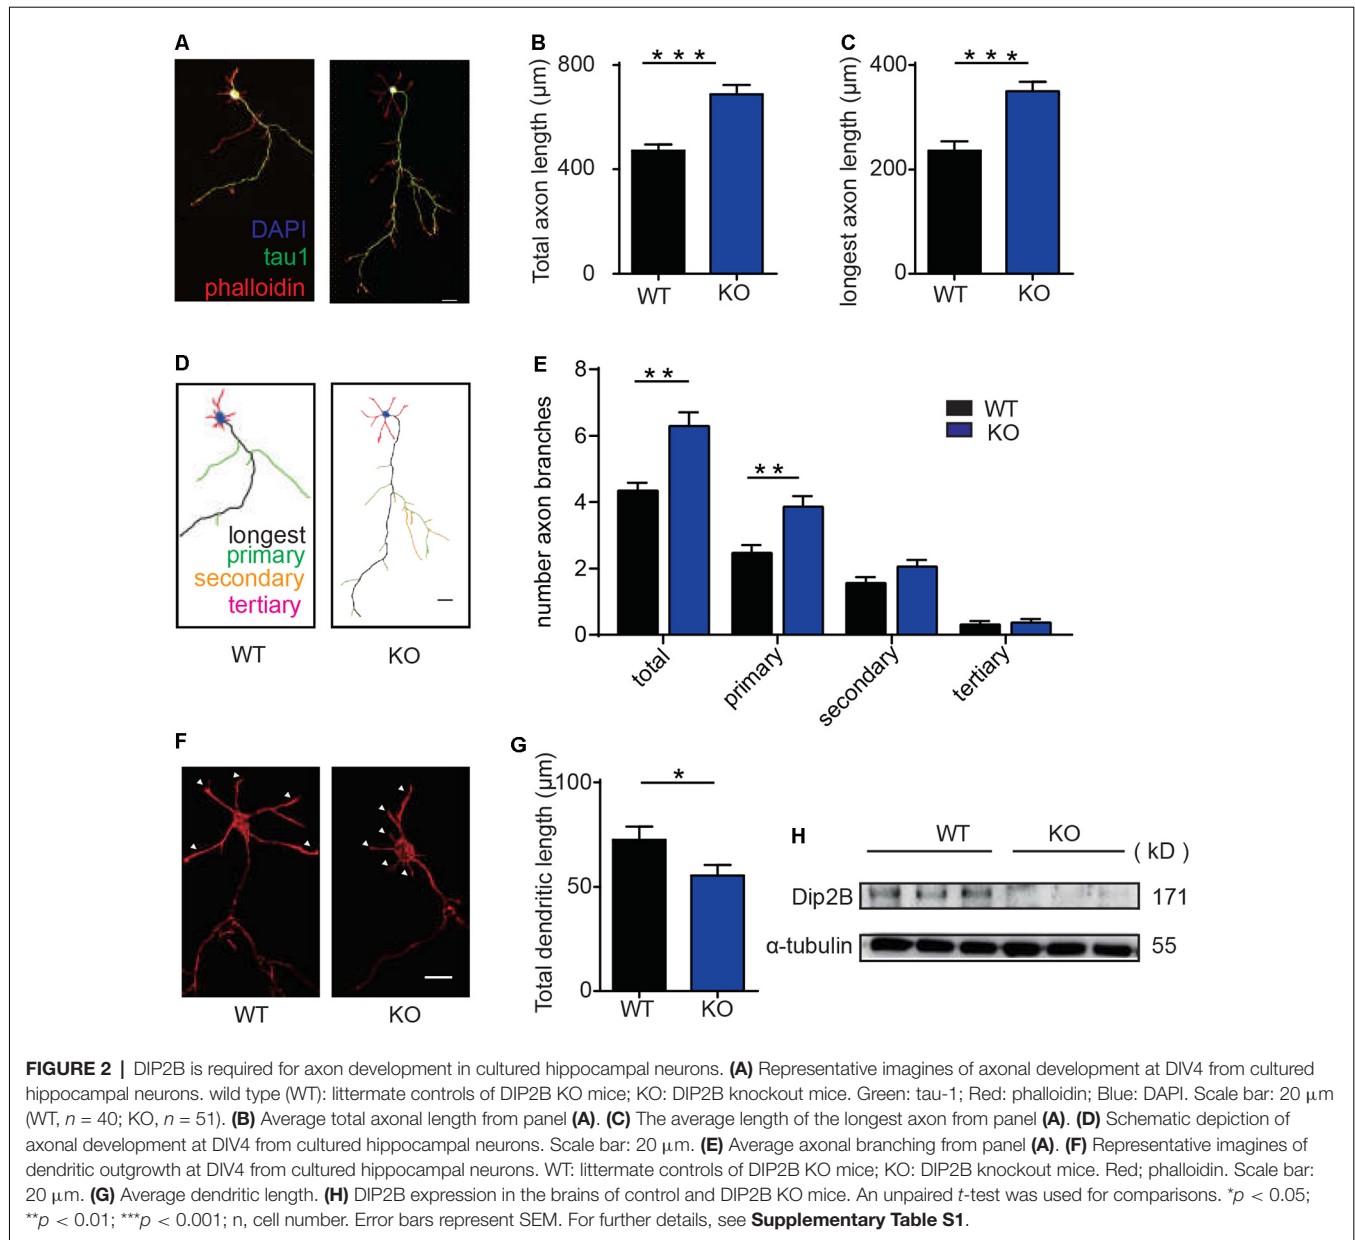 A
DAPI
tau1
phalloidin
B
* * *
Total axon length (μm)
800
400
0
WT
KO
C
* * *
longest axon length (μm)
400
200
0
WT
KO
D
longest
primary
secondary
tertiary
WT
KO
E
number axon branches
8
6
4
2
0
* *
* *
WT
KO
total
primary
secondary
tertiary
F
WT
KO
G
Total dendritic length (μm)
100
50
0
*
WT
KO
H
WT
KO
( kD )
Dip2B
171
α-tubulin
55
FIGURE 2 | DIP2B is required for axon development in cultured hippocampal neurons. (A) Representative imagines of axonal development at DIV4 from cultured
hippocampal neurons. wild type (WT): littermate controls of DIP2B KO mice; KO: DIP2B knockout mice. Green: tau-1; Red: phalloidin; Blue: DAPI. Scale bar: 20 μm
(WT, n = 40; KO, n = 51). (B) Average total axonal length from panel (A). (C) The average length of the longest axon from panel (A). (D) Schematic depiction of
axonal development at DIV4 from cultured hippocampal neurons. Scale bar: 20 μm. (E) Average axonal branching from panel (A). (F) Representative imagines of
dendritic outgrowth at DIV4 from cultured hippocampal neurons. WT: littermate controls of DIP2B KO mice; KO: DIP2B knockout mice. Red; phalloidin. Scale bar:
20 μm. (G) Average dendritic length. (H) DIP2B expression in the brains of control and DIP2B KO mice. An unpaired t-test was used for comparisons. *p < 0.05;
**p < 0.01; ***p < 0.001; n, cell number. Error bars represent SEM. For further details, see Supplementary Table S1.